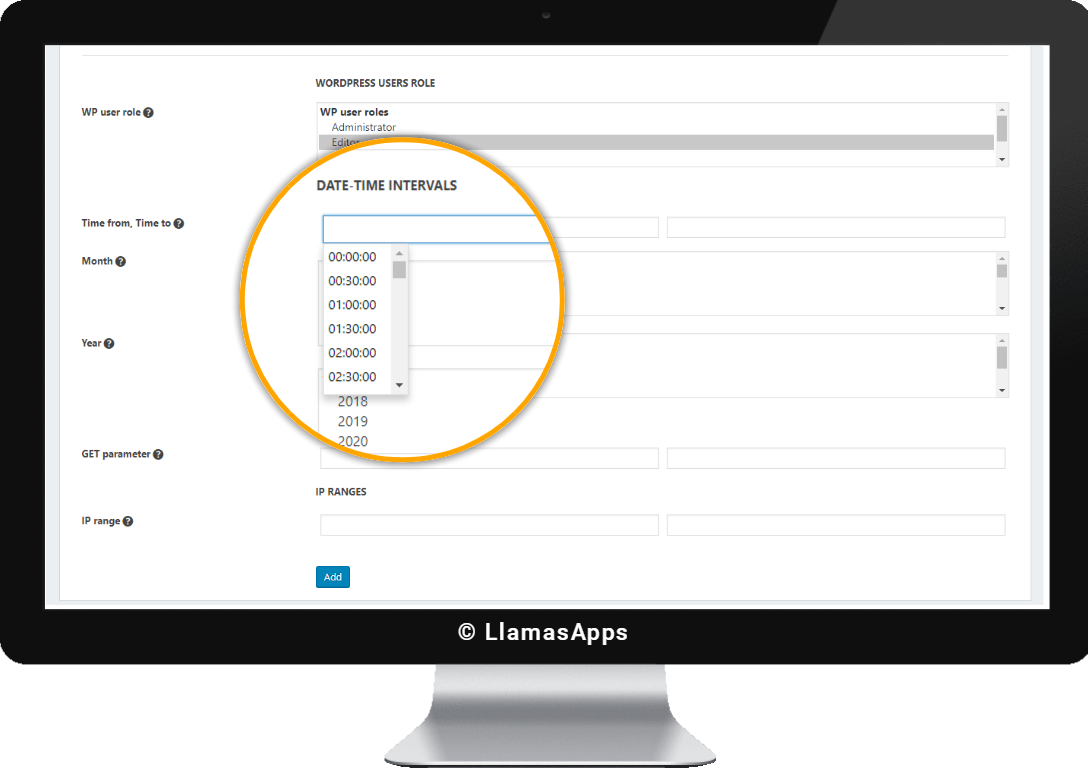 WORDPRESS USERS ROLE
WP user role
WP user roles
Administrator
Editor
DATE-TIME INTERVALS
Time from, Time to
00:00:00
Month
00:30:00
01:00:00
01:30:00
Year
02:00:00
02:30:00
2018
2019
2020
GET parameter
IP RANGES
IP range
Add
© LlamasApps